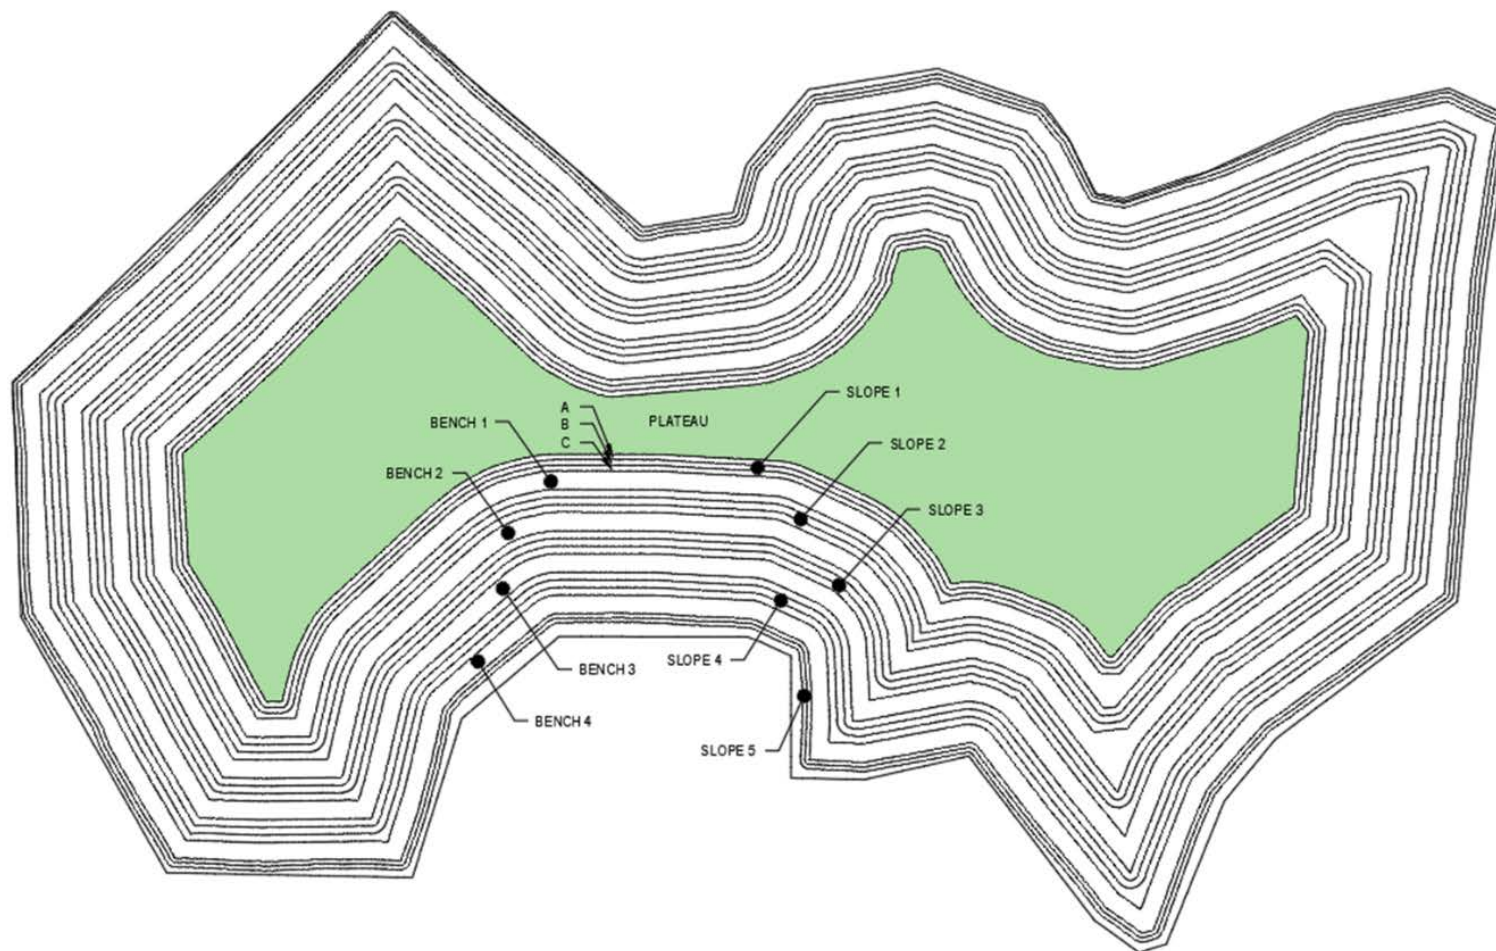 SLOPE 1
A
PLATEAU
BENCH 1
B
C
SLOPE 2
BENCH 2
SLOPE 3
SLOPE 4
BENCH 3
BENCH 4
SLOPE 5